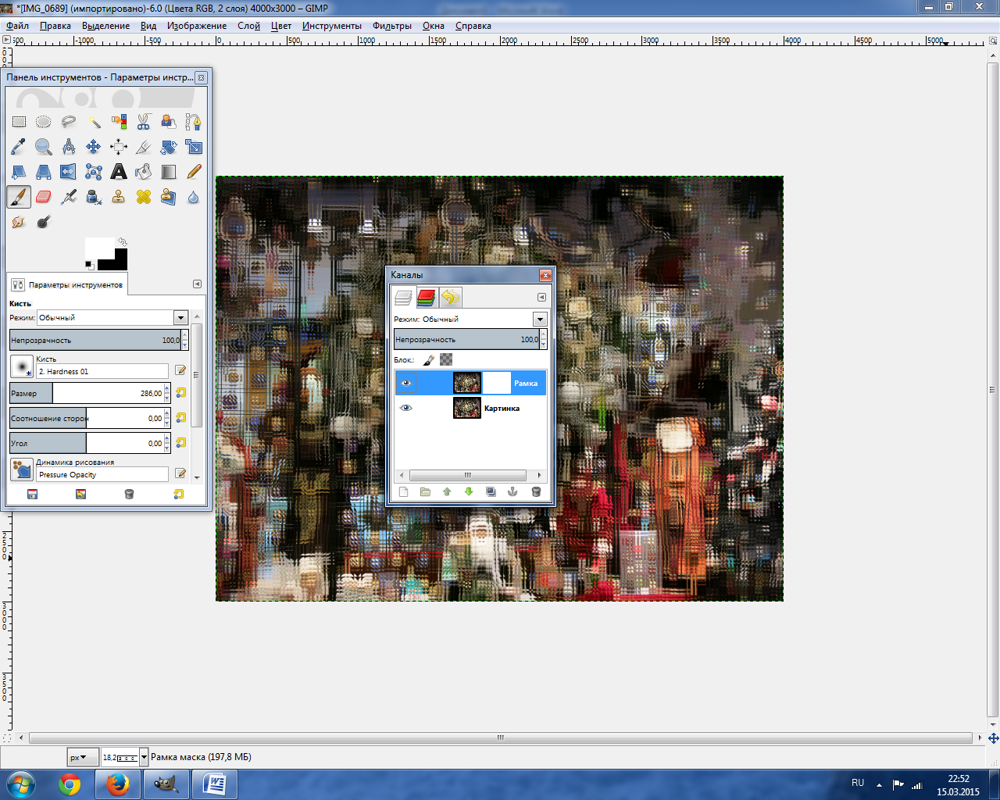 *[IMG_0689] (импортировано)-6.0 (Цвета RGB, 2 слоя) 4000x3000 – GIMP
Файл Правка Выделение Вид Изображение Слой Цвет Инструменты Фильтры Окна Справка
-1000 -500 0 500 1000 1500 2000 2500 3000 3500 4000 4500 5000
Панель инструментов - Параметры инстр...
Параметры инструментов
Кисть
Режим: Обычный
Непрозрачность 100,0
Кисть
2. Hardness 01
Размер 286,00
Соотношение сторон 0,00
Угол 0,00
Динамика рисования
Pressure Opacity
Каналы
Режим: Обычный
Непрозрачность 100,0
Блок.:
Рамка
Картинка
2500
3000
3500
px 18,2 Рамка маска (197,8 МБ)
RU
22:52
15.03.2015